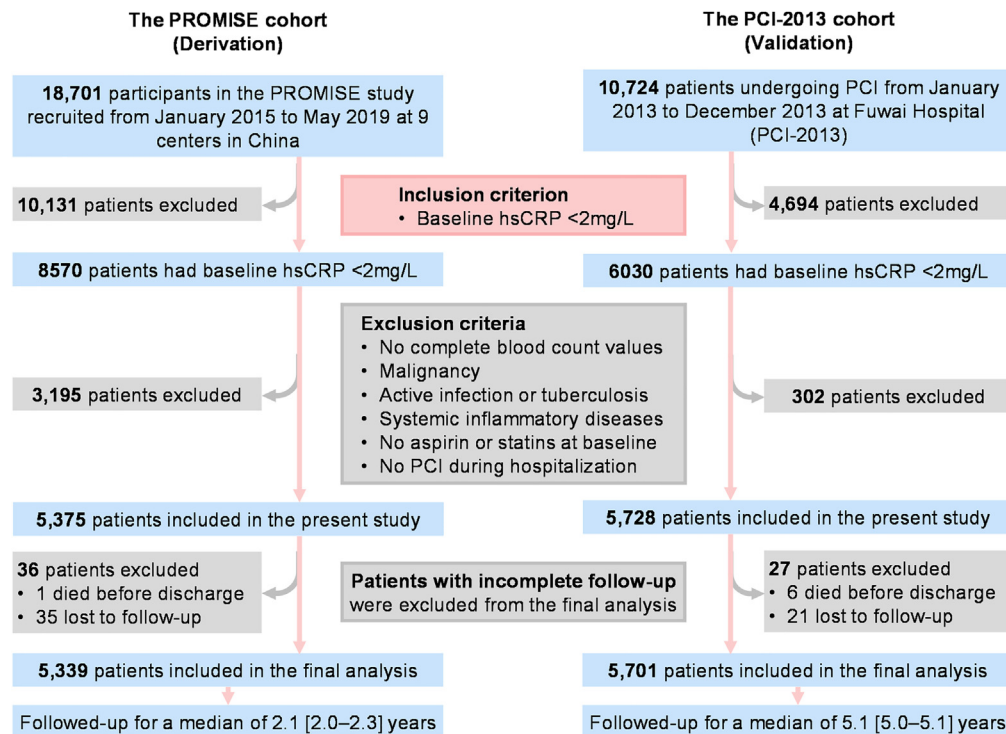 The PROMISE cohort
(Derivation)
18,701 participants in the PROMISE study
recruited from January 2015 to May 2019 at 9
centers in China
10,131 patients excluded
8570 patients had baseline hsCRP <2mg/L
3,195 patients excluded
5,375 patients included in the present study
36 patients excluded
• 1 died before discharge
• 35 lost to follow-up
5,339 patients included in the final analysis
Followed-up for a median of 2.1 [2.0–2.3] years
Inclusion criterion
• Baseline hsCRP <2mg/L
Exclusion criteria
• No complete blood count values
• Malignancy
• Active infection or tuberculosis
• Systemic inflammatory diseases
• No aspirin or statins at baseline
• No PCI during hospitalization
Patients with incomplete follow-up
were excluded from the final analysis
The PCI-2013 cohort
(Validation)
10,724 patients undergoing PCI from January
2013 to December 2013 at Fuwai Hospital
(PCI-2013)
4,694 patients excluded
6030 patients had baseline hsCRP <2mg/L
302 patients excluded
5,728 patients included in the present study
27 patients excluded
• 6 died before discharge
• 21 lost to follow-up
5,701 patients included in the final analysis
Followed-up for a median of 5.1 [5.0–5.1] years